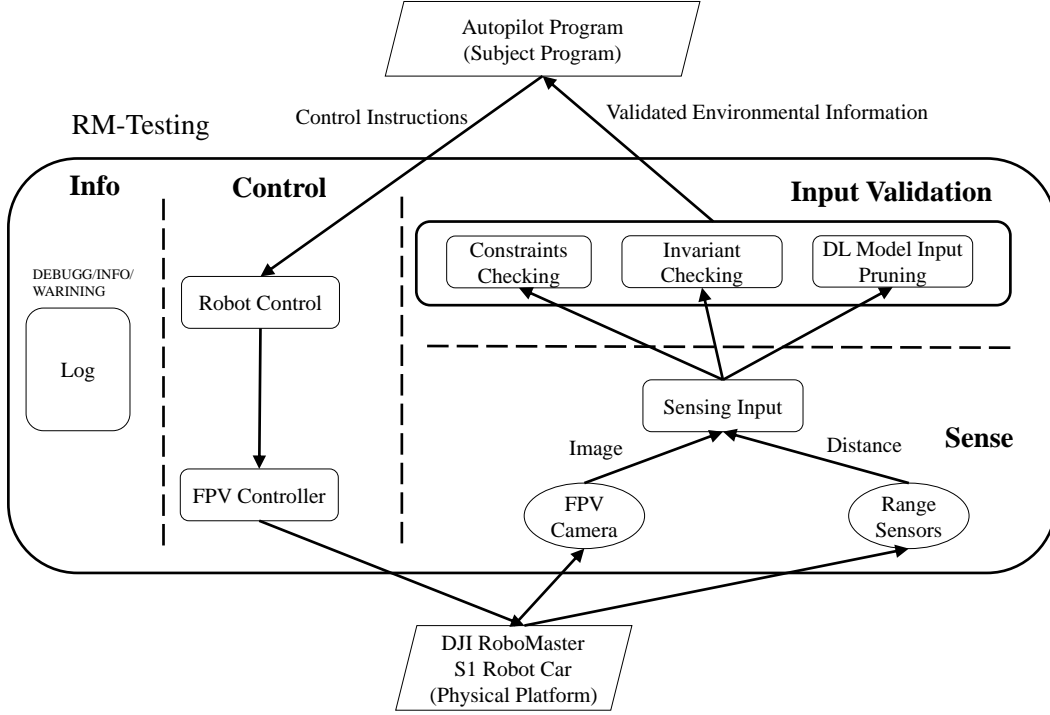 Autopilot Program
(Subject Program)
Control Instructions
Validated Environmental Information
RM-Testing
Info
Control
Input Validation
Constraints
Checking
Invariant
Checking
DL Model Input
Pruning
DEBUGG/INFO/
WARINING
Robot Control
Log
Sensing Input
Sense
Image
Distance
FPV Controller
FPV
Camera
Range
Sensors
DJI RoboMaster
S1 Robot Car
(Physical Platform)